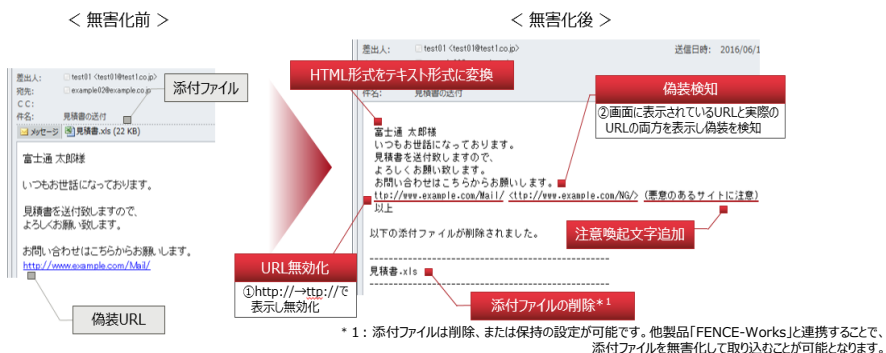 ＜ 無害化前 ＞
＜ 無害化後 ＞
差出人: test01 <test01@test1.co.jp>
宛先: example02@example.co.jp
CC:
件名: 見積書の送付
メッセージ 見積書.xls (22 KB)
添付ファイル
富士通 太郎様
いつもお世話になっております。
見積書を送付致しますので、
よろしくお願い致します。
お問い合わせはこちらからお願いします。
http://www.example.com/Mail/
偽装URL
差出人: test01 <test01@test1.co.jp>
送信日時: 2016/06/1
HTML形式をテキスト形式に変換
件名: 見積書の送付
偽装検知
②画面に表示されているURLと実際の
URLの両方を表示し偽装を検知
富士通 太郎様
いつもお世話になっております。
見積書を送付致しますので、
よろしくお願い致します。
お問い合わせはこちらからお願いします。
ttp://www.example.com/Mail/ <ttp://www.example.com/NG/> (悪意のあるサイトに注意)
以上
注意喚起文字追加
以下の添付ファイルが削除されました。
URL無効化
①http://→ttp://で
表示し無効化
--------------------------------------------------
見積書.xls
--------------------------------------------------
添付ファイルの削除*1
*1：添付ファイルは削除、または保持の設定が可能です。他製品「FENCE-Works」と連携することで、
添付ファイルを無害化して取り込むことが可能となります。